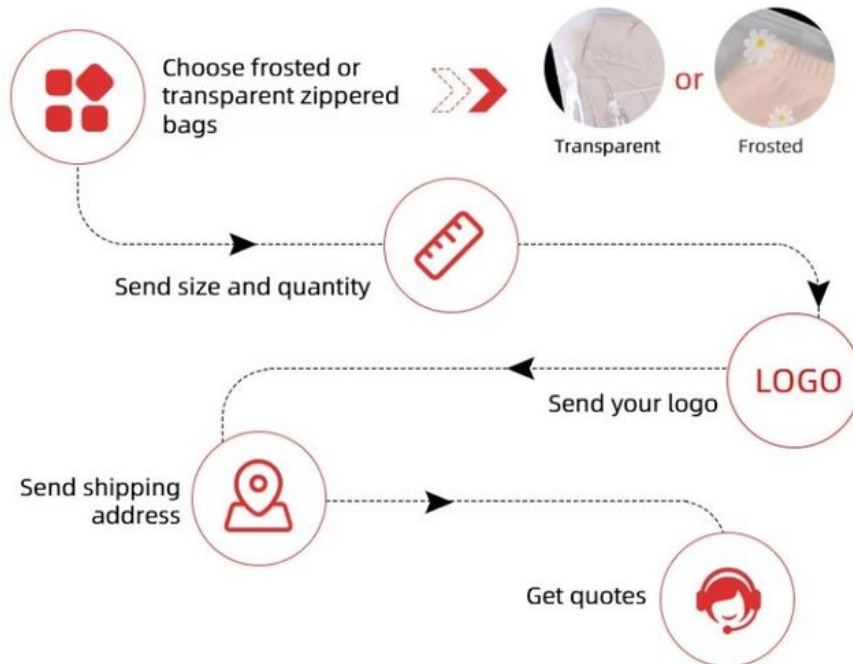 Choose frosted or
transparent zippered
bags
or
Transparent
Frosted
Send size and quantity
LOGO
Send your logo
Send shipping
address
Get quotes